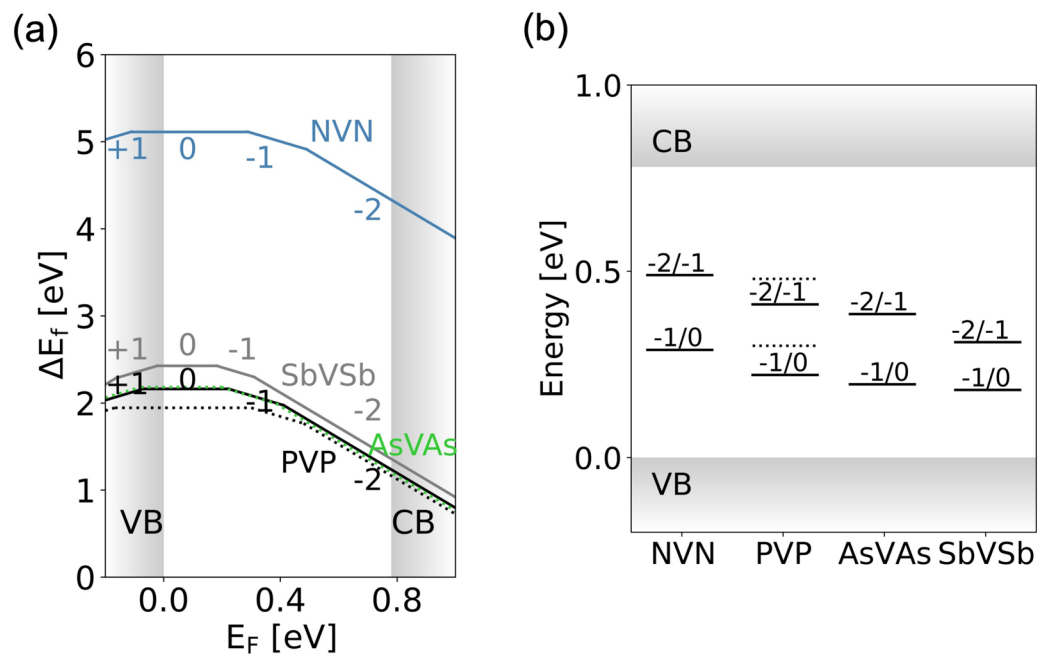 (a)
6
5
4
3
2
1
0
ΔE_f [eV]
NVN
+1 0 -1
-2
+1 0 -1
SbVSb
-2
+1 0
-1
AsVAs
PVP
-2
VB CB
0.0 0.4 0.8
E_F [eV]
(b)
1.0
0.5
0.0
Energy [eV]
CB
-2/-1 -2/-1 -2/-1 -2/-1
-1/0 -1/0 -1/0 -1/0
VB
NVN PVP AsVAs SbVSb